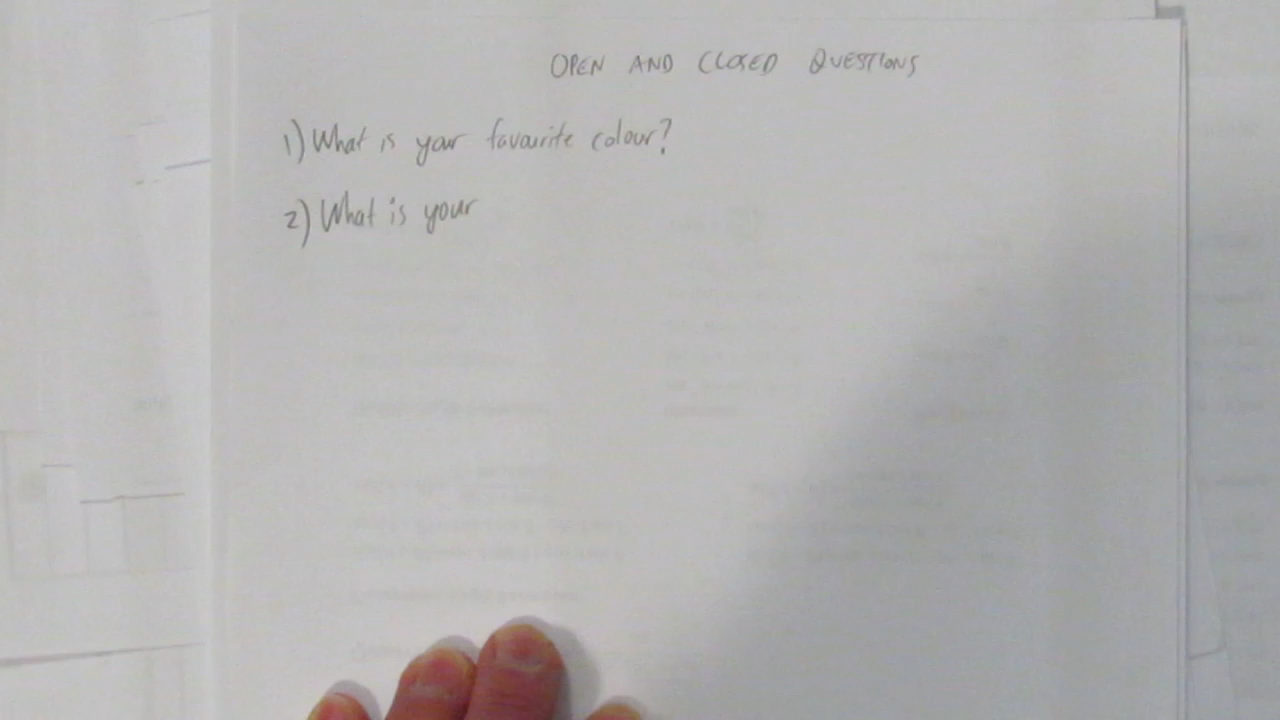 OPEN AND CLOSED QUESTIONS
1) What is your favourite colour?
2) What is your